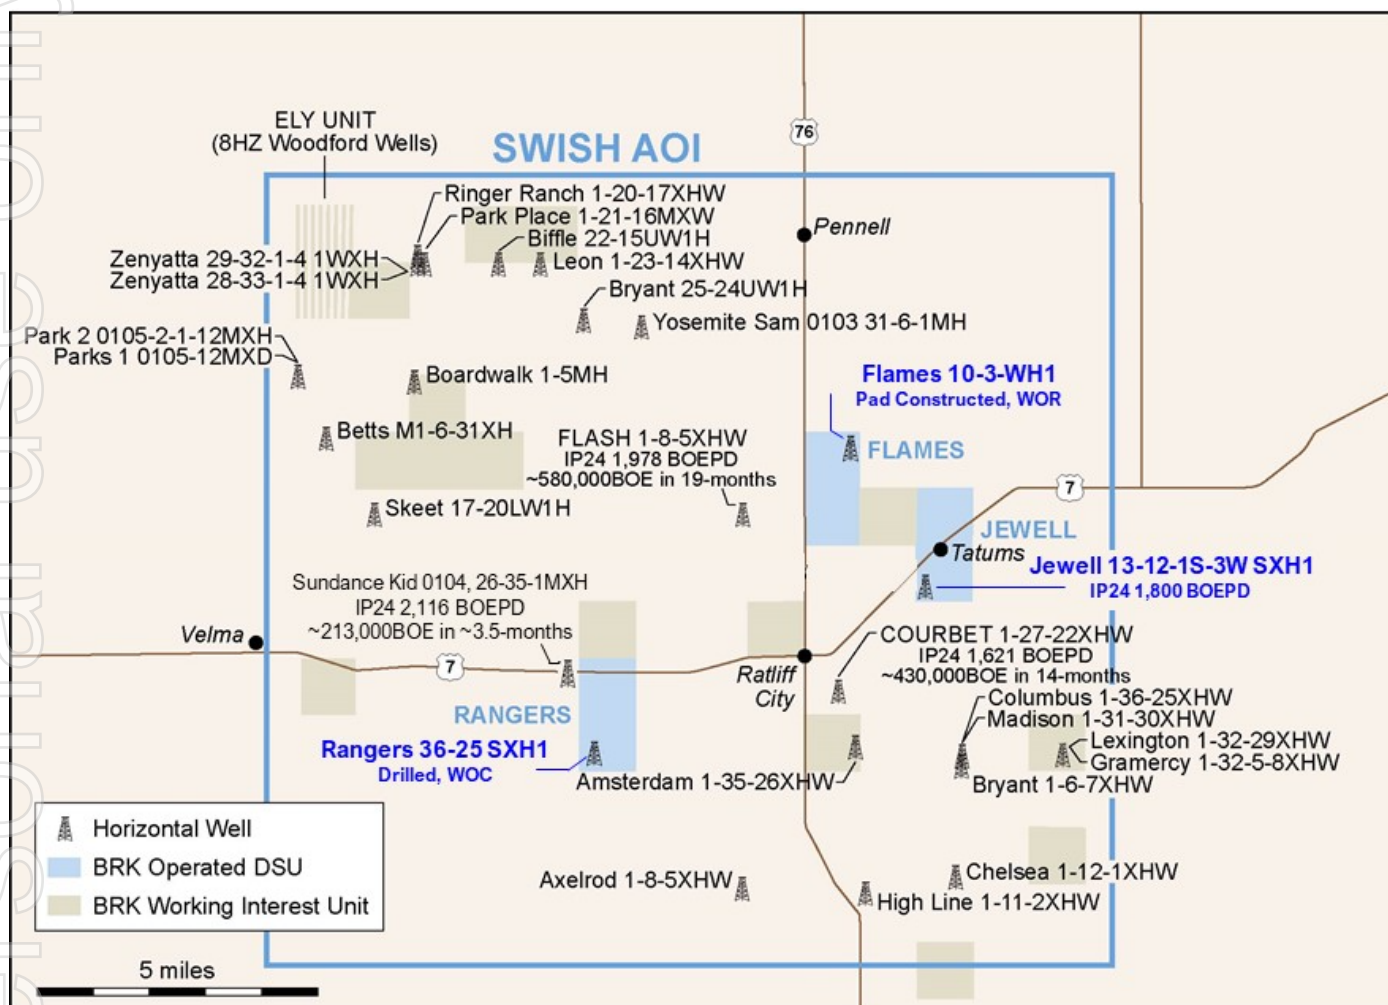 ELY UNIT
(8HZ Woodford Wells)
SWISH AOI
76
Ringer Ranch 1-20-17XHW
Park Place 1-21-16MXW
Pennell
Biffle 22-15UW1H
Zenyatta 29-32-1-4 1WXH
Leon 1-23-14XHW
Zenyatta 28-33-1-4 1WXH
Bryant 25-24UW1H
Yosemite Sam 0103 31-6-1MH
Park 2 0105-2-1-12MXH
Parks 1 0105-12MXD
Boardwalk 1-5MH
Flames 10-3-WH1
Pad Constructed, WOR
Betts M1-6-31XH
FLASH 1-8-5XHW
IP24 1,978 BOEPD
~580,000BOE in 19-months
FLAMES
7
Skeet 17-20LW1H
JEWELL
Tatums
Jewell 13-12-1S-3W SXH1
IP24 1,800 BOEPD
Sundance Kid 0104, 26-35-1MXH
IP24 2,116 BOEPD
~213,000BOE in ~3.5-months
Velma
COURBET 1-27-22XHW
IP24 1,621 BOEPD
~430,000BOE in 14-months
7
Ratliff
City
Columbus 1-36-25XHW
Madison 1-31-30XHW
RANGERS
Rangers 36-25 SXH1
Drilled, WOC
Lexington 1-32-29XHW
Gramercy 1-32-5-8XHW
Amsterdam 1-35-26XHW
Bryant 1-6-7XHW
Horizontal Well
BRK Operated DSU
BRK Working Interest Unit
Axelrod 1-8-5XHW
Chelsea 1-12-1XHW
High Line 1-11-2XHW
5 miles